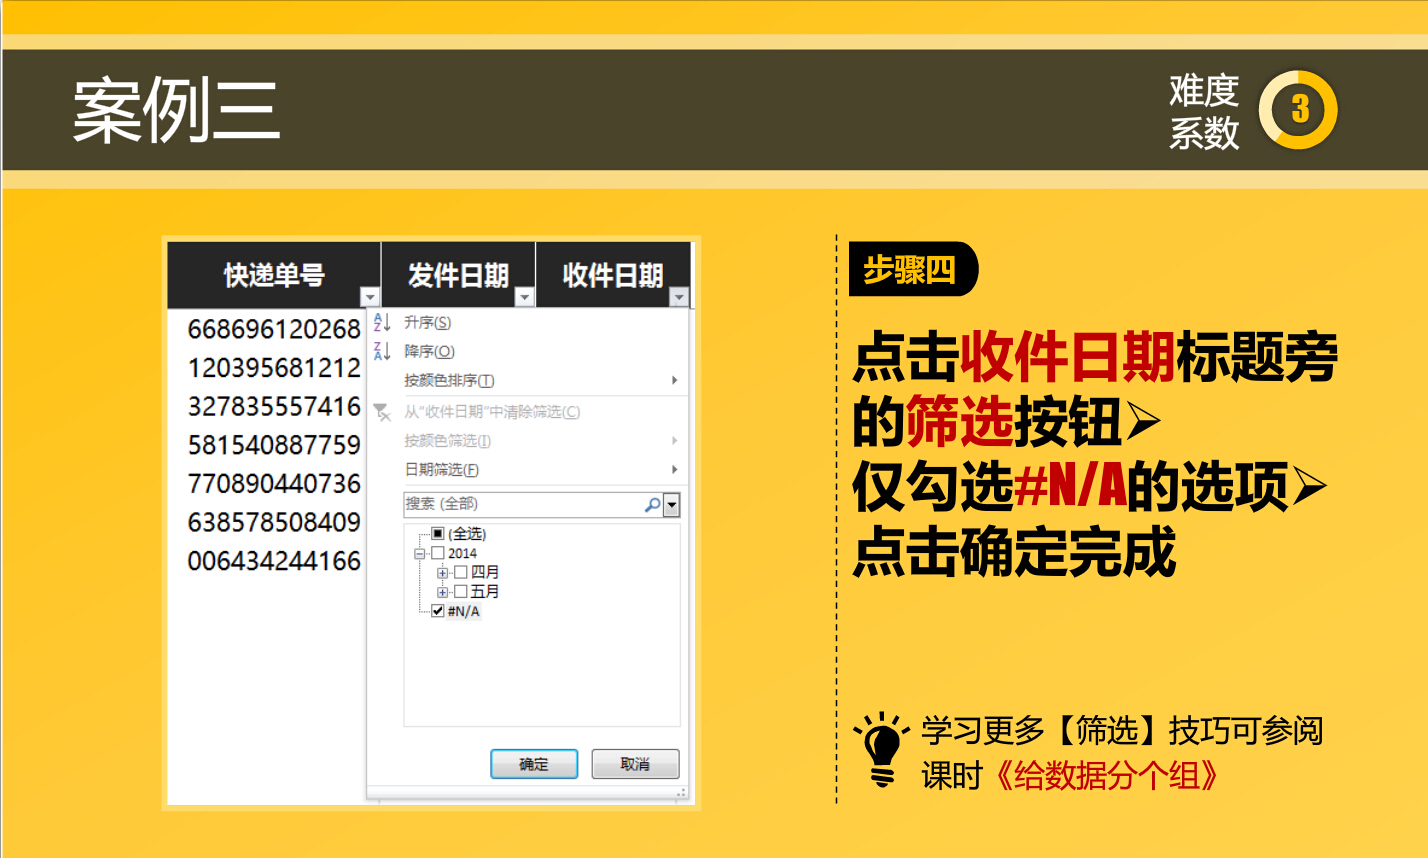 案例三
难度
系数
3
快递单号 发件日期 收件日期
668696120268
120395681212
327835557416
581540887759
770890440736
638578508409
006434244166
升序(S)
降序(O)
按颜色排序(T)
从"收件日期"中清除筛选(C)
按颜色筛选(I)
日期筛选(F)
搜索 (全部)
(全选)
2014
四月
五月
#N/A
确定 取消
步骤四
点击收件日期标题旁
的筛选按钮➢
仅勾选#N/A的选项➢
点击确定完成
学习更多【筛选】技巧可参阅
课时《给数据分个组》